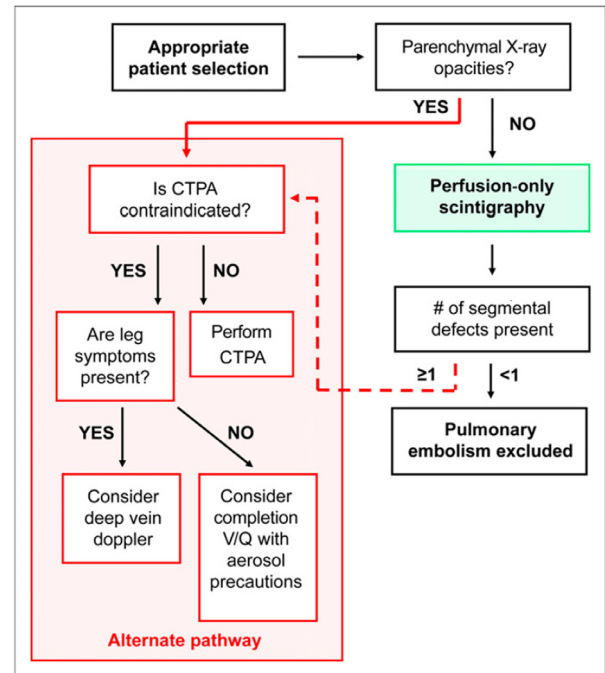 Appropriate
patient selection
Parenchymal X-ray
opacities?
YES
NO
Is CTPA
contraindicated?
Perfusion-only
scintigraphy
YES
NO
Are leg
symptoms
present?
Perform
CTPA
# of segmental
defects present
≥1
<1
YES
NO
Pulmonary
embolism excluded
Consider
deep vein
doppler
Consider
completion
V/Q with
aerosol
precautions
Alternate pathway